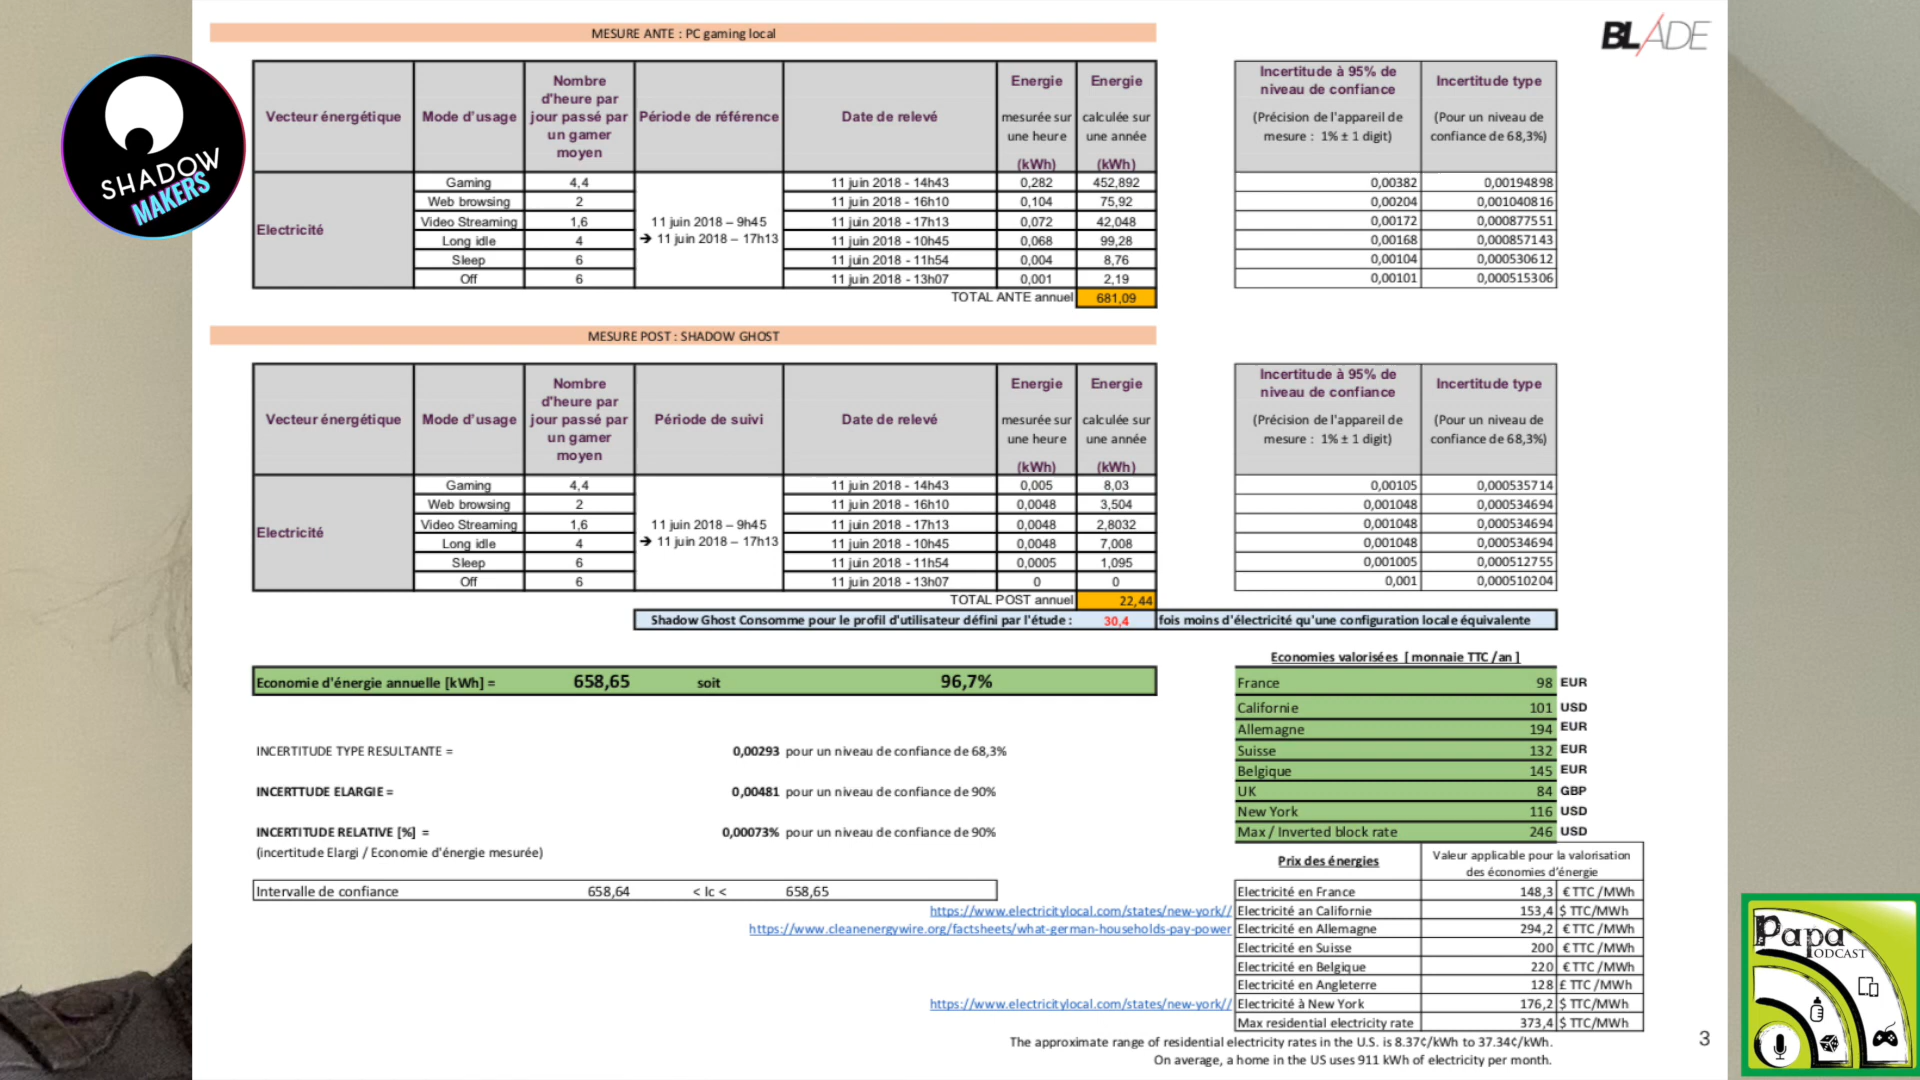 MESURE ANTE : PC gaming local
BLADE
SHADOW
MAKERS
Vecteur énergétique
Mode d'usage
Nombre
d'heure par
jour passé par
un gamer
moyen
Période de référence
Date de relevé
Energie
mesurée sur
une heure
(kWh)
Energie
calculée sur
une année
(kWh)
Incertitude à 95% de
niveau de confiance
(Précision de l'appareil de
mesure : 1% ± 1 digit)
Incertitude type
(Pour un niveau de
confiance de 68,3%)
Electricité
11 juin 2018 – 9h45
➔ 11 juin 2018 – 17h13
Gaming 4,4 11 juin 2018 - 14h43 0,282 452,892 0,00382 0,00194898
Web browsing 2 11 juin 2018 - 16h10 0,104 75,92 0,00204 0,001040816
Video Streaming 1,6 11 juin 2018 - 17h13 0,072 42,048 0,00172 0,000877551
Long idle 4 11 juin 2018 - 10h45 0,068 99,28 0,00168 0,000857143
Sleep 6 11 juin 2018 - 11h54 0,004 8,76 0,00104 0,000530612
Off 6 11 juin 2018 - 13h07 0,001 2,19 0,00101 0,000515306
TOTAL ANTE annuel 681,09
MESURE POST : SHADOW GHOST
Vecteur énergétique
Mode d'usage
Nombre
d'heure par
jour passé par
un gamer
moyen
Période de suivi
Date de relevé
Energie
mesurée sur
une heure
(kWh)
Energie
calculée sur
une année
(kWh)
Incertitude à 95% de
niveau de confiance
(Précision de l'appareil de
mesure : 1% ± 1 digit)
Incertitude type
(Pour un niveau de
confiance de 68,3%)
Electricité
11 juin 2018 – 9h45
➔ 11 juin 2018 – 17h13
Gaming 4,4 11 juin 2018 - 14h43 0,005 8,03 0,00105 0,000535714
Web browsing 2 11 juin 2018 - 16h10 0,0048 3,504 0,001048 0,000534694
Video Streaming 1,6 11 juin 2018 - 17h13 0,0048 2,8032 0,001048 0,000534694
Long idle 4 11 juin 2018 - 10h45 0,0048 7,008 0,001048 0,000534694
Sleep 6 11 juin 2018 - 11h54 0,0005 1,095 0,001005 0,000512755
Off 6 11 juin 2018 - 13h07 0 0 0,001 0,000510204
TOTAL POST annuel 22,44
Shadow Ghost Consomme pour le profil d'utilisateur défini par l'étude : 30,4 fois moins d'électricité qu'une configuration locale équivalente
Economie d'énergie annuelle [kWh] = 658,65 soit 96,7%
INCERTITUDE TYPE RESULTANTE = 0,00293 pour un niveau de confiance de 68,3%
INCERTTUDE ELARGIE = 0,00481 pour un niveau de confiance de 90%
INCERTITUDE RELATIVE [%] = 0,00073% pour un niveau de confiance de 90%
(incertitude Elargi / Economie d'énergie mesurée)
Intervalle de confiance 658,64 < Ic < 658,65
Economies valorisées [ monnaie TTC /an ]
France 98 EUR
Californie 101 USD
Allemagne 194 EUR
Suisse 132 EUR
Belgique 145 EUR
UK 84 GBP
New York 116 USD
Max / Inverted block rate 246 USD
Prix des énergies
Valeur applicable pour la valorisation
des économies d'énergie
Electricité en France 148,3 € TTC /MWh
https://www.electricitylocal.com/states/new-york// Electricité an Californie 153,4 $ TTC/MWh
https://www.cleanenergywire.org/factsheets/what-german-households-pay-power Electricité en Allemagne 294,2 € TTC /MWh
Electricité en Suisse 200 € TTC /MWh
Electricité en Belgique 220 € TTC /MWh
Electricité en Angleterre 128 £ TTC /MWh
https://www.electricitylocal.com/states/new-york// Electricité à New York 176,2 $ TTC/MWh
Max residential electricity rate 373,4 $ TTC/MWh
The approximate range of residential electricity rates in the U.S. is 8.37¢/kWh to 37.34¢/kWh.
On average, a home in the US uses 911 kWh of electricity per month.
3
Papa
PODCAST